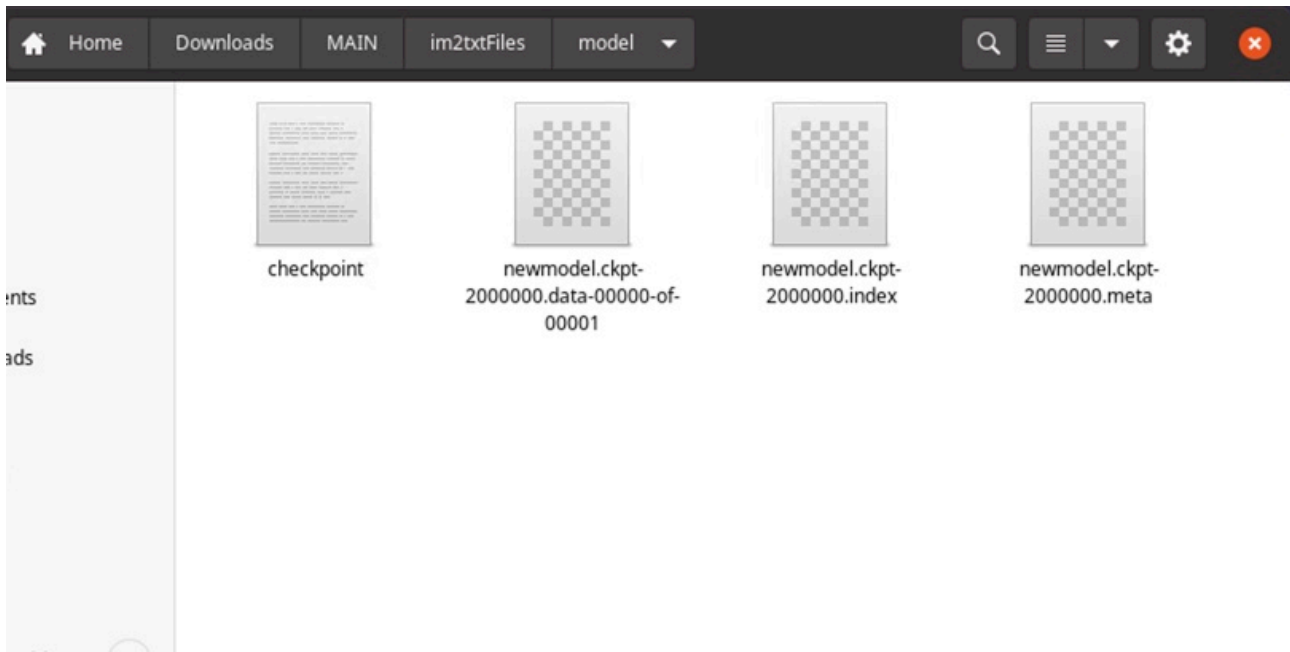 Home Downloads MAIN im2txtFiles model
checkpoint
newmodel.ckpt-
2000000.data-00000-of-
00001
newmodel.ckpt-
2000000.index
newmodel.ckpt-
2000000.meta
ents
ads